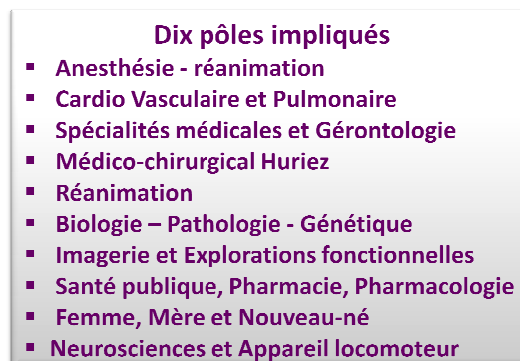 Dix pôles impliqués
▪ Anesthésie - réanimation
▪ Cardio Vasculaire et Pulmonaire
▪ Spécialités médicales et Gérontologie
▪ Médico-chirurgical Huriez
▪ Réanimation
▪ Biologie – Pathologie - Génétique
▪ Imagerie et Explorations fonctionnelles
▪ Santé publique, Pharmacie, Pharmacologie
▪ Femme, Mère et Nouveau-né
▪ Neurosciences et Appareil locomoteur